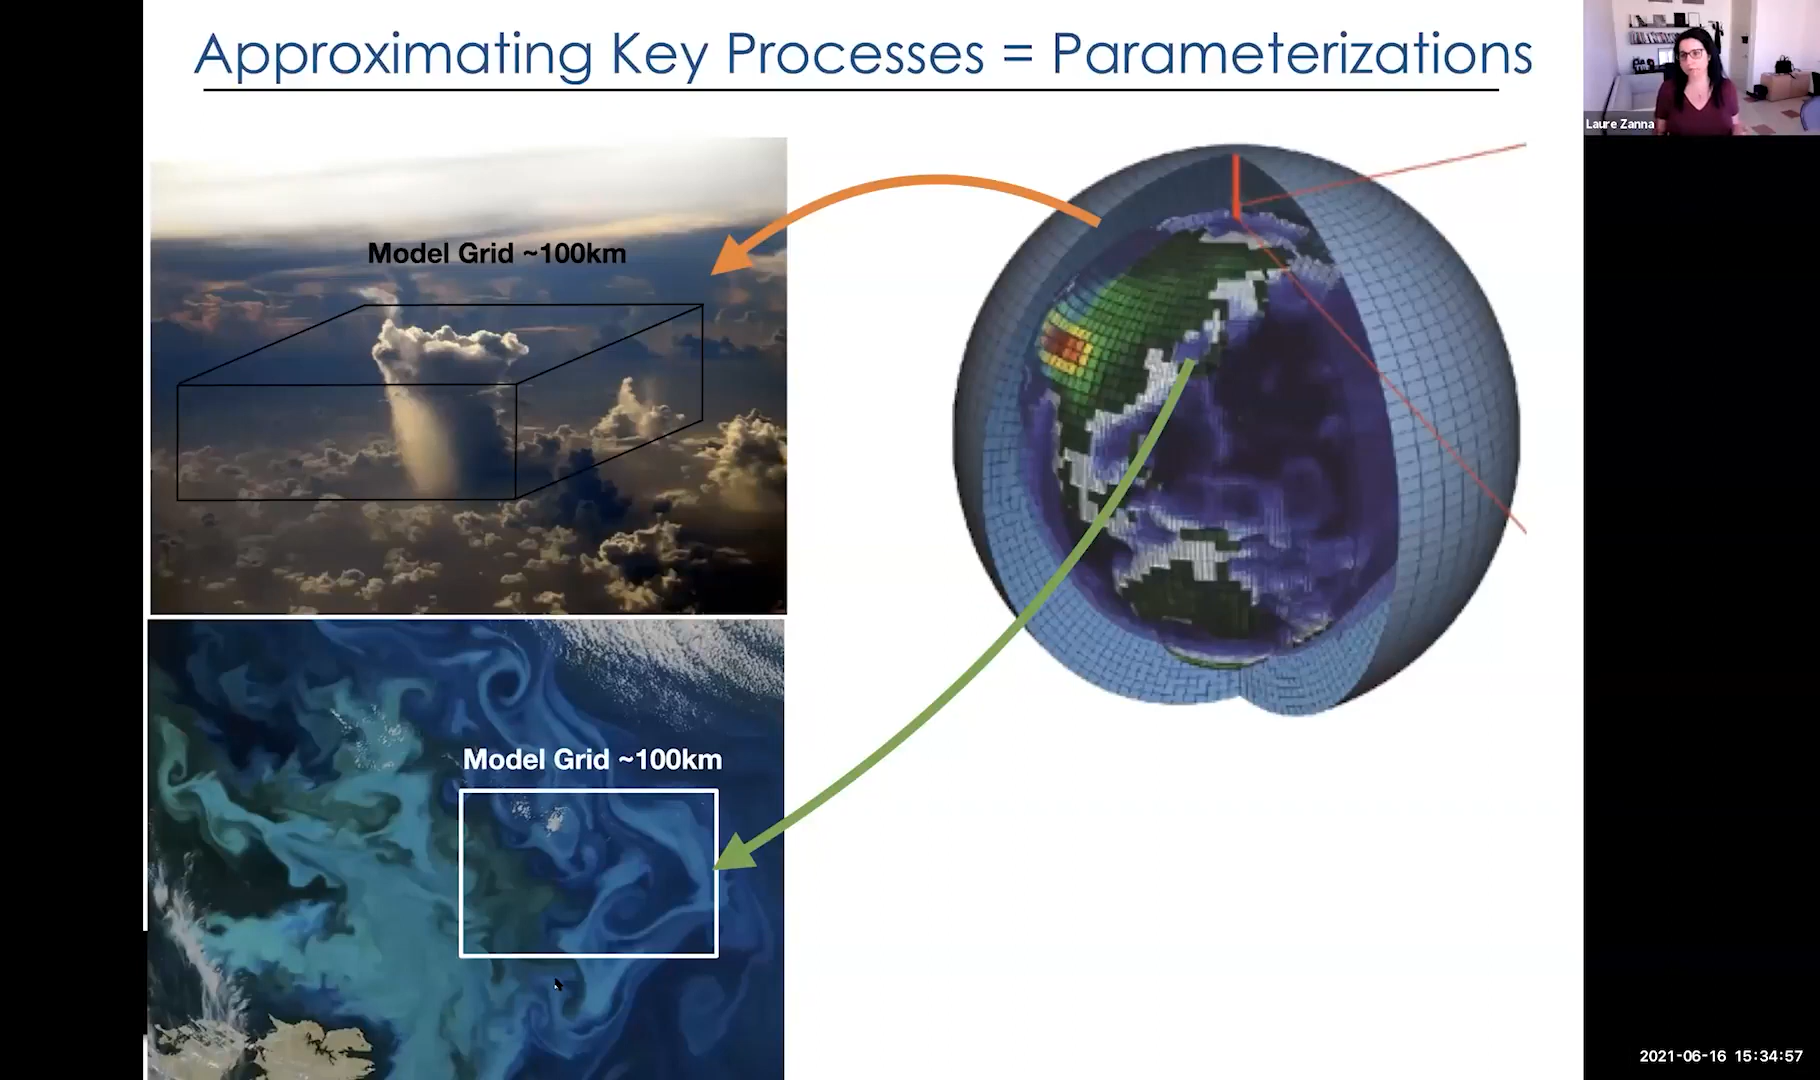 Approximating Key Processes = Parameterizations
Laure Zanna
Model Grid ~100km
Model Grid ~100km
2021-06-16 15:34:57